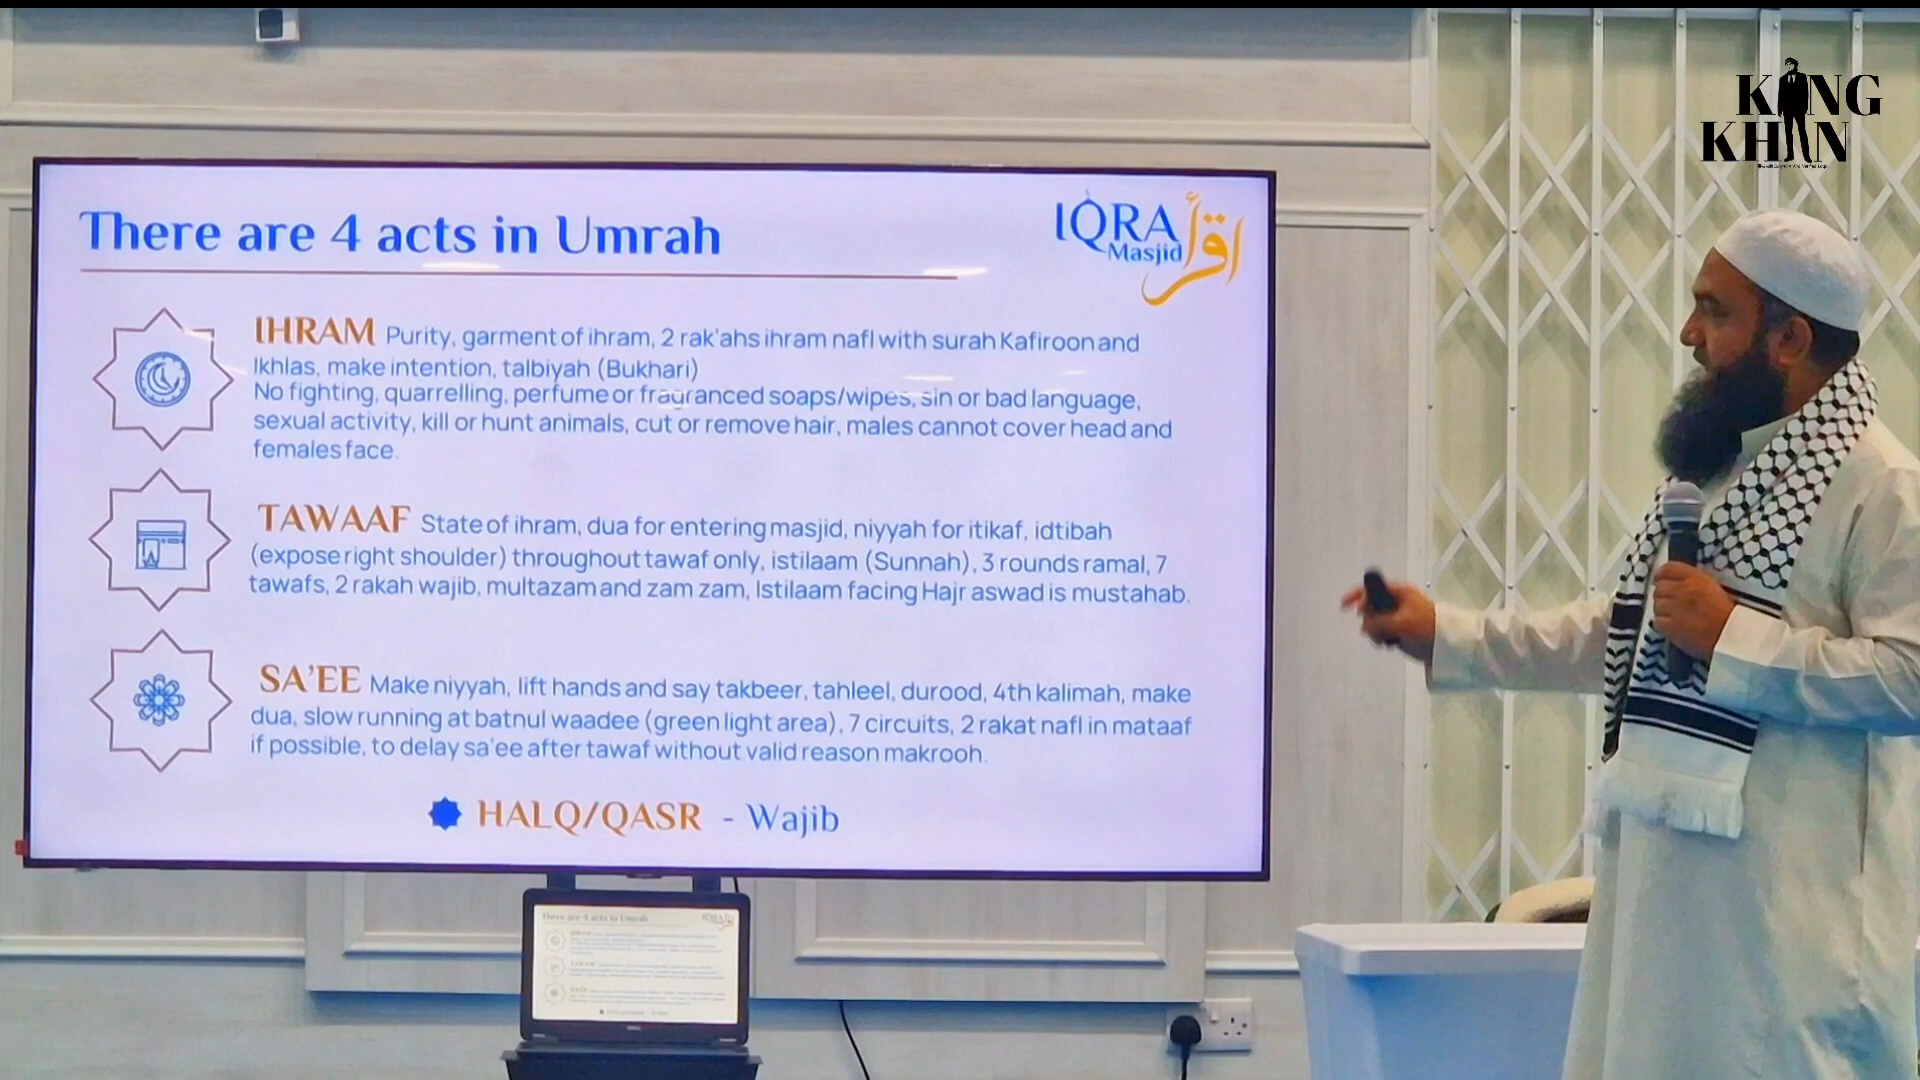 KING
KHAN
There are 4 acts in Umrah
IQRA
Masjid
اقرأ
IHRAM Purity, garment of ihram, 2 rak'ahs ihram nafl with surah Kafiroon and
Ikhlas, make intention, talbiyah (Bukhari)
No fighting, quarrelling, perfume or fragranced soaps/wipes, sin or bad language,
sexual activity, kill or hunt animals, cut or remove hair, males cannot cover head and
females face.
TAWAAF State of ihram, dua for entering masjid, niyyah for itikaf, idtibah
(expose right shoulder) throughout tawaf only, istilaam (Sunnah), 3 rounds ramal, 7
tawafs, 2 rakah wajib, multazam and zam zam, Istilaam facing Hajr aswad is mustahab.
SA'EE Make niyyah, lift hands and say takbeer, tahleel, durood, 4th kalimah, make
dua, slow running at batnul waadee (green light area), 7 circuits, 2 rakat nafl in mataaf
if possible, to delay sa'ee after tawaf without valid reason makrooh.
HALQ/QASR - Wajib
There are 4 acts in Umrah
IQRA